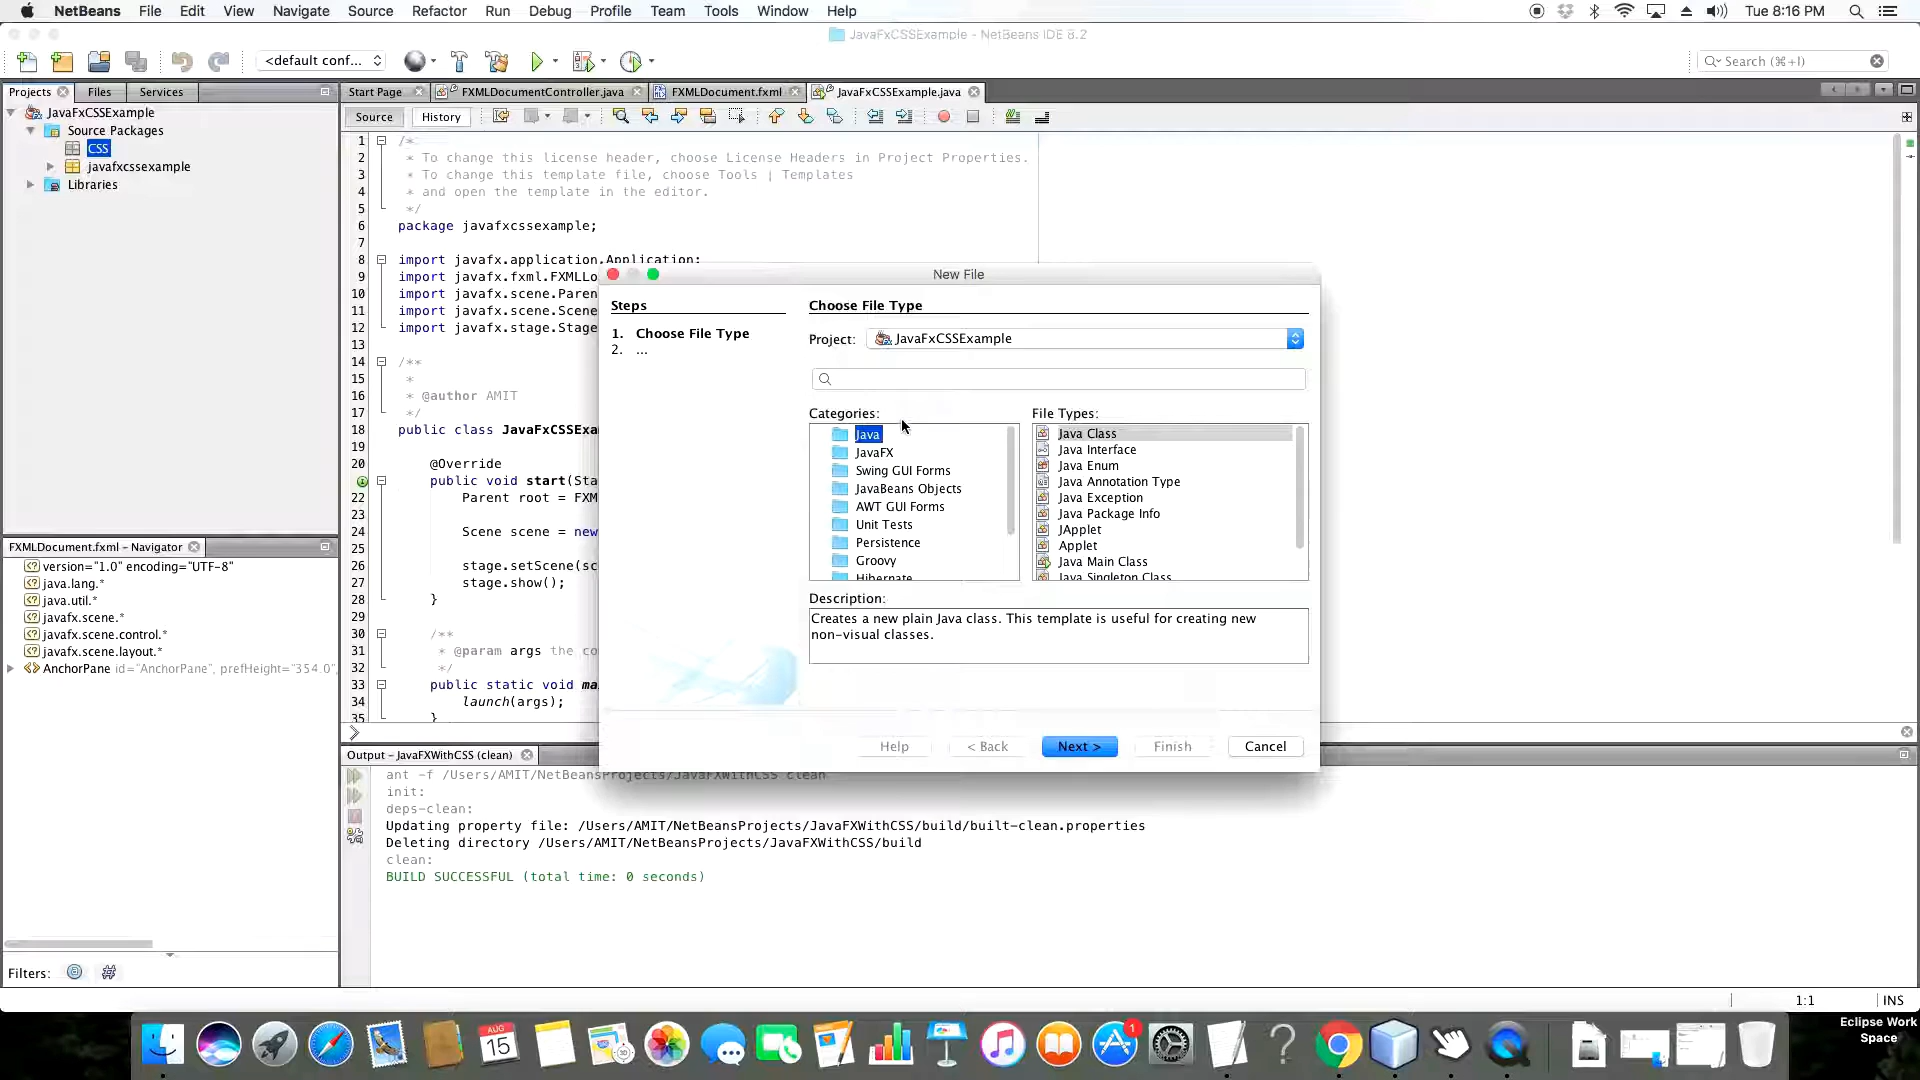 NetBeans File Edit View Navigate Source Refactor Run Debug Profile Team Tools Window Help Tue 8:16 PM
JavaFxCSSExample - NetBeans IDE 8.2
<default conf... Search (⌘+I)
Projects Files Services
Start Page FXMLDocumentController.java FXMLDocument.fxml JavaFxCSSExample.java
Source History
JavaFxCSSExample
Source Packages
CSS
javafxcssexample
Libraries
1 /*
2 * To change this license header, choose License Headers in Project Properties.
3 * To change this template file, choose Tools | Templates
4 * and open the template in the editor.
5 */
6 package javafxcssexample;
7
8 import javafx.application.Application;
9 import javafx.fxml.FXMLLo
10 import javafx.scene.Paren
11 import javafx.scene.Scene
12 import javafx.stage.Stage
13
14 /**
15 *
16 * @author AMIT
17 */
18 public class JavaFxCSSExa
19
20 @Override
public void start(Sta
22 Parent root = FXM
23
24 Scene scene = new
25
26 stage.setScene(sc
27 stage.show();
28 }
30 /**
31 * @param args the co
32 */
33 public static void ma
34 launch(args);
35 }
New File
Steps
1. Choose File Type
2. ...
Choose File Type
Project: JavaFxCSSExample
Categories:
Java
JavaFX
Swing GUI Forms
JavaBeans Objects
AWT GUI Forms
Unit Tests
Persistence
Groovy
Hibernate
File Types:
Java Class
Java Interface
Java Enum
Java Annotation Type
Java Exception
Java Package Info
JApplet
Applet
Java Main Class
Java Singleton Class
Description:
Creates a new plain Java class. This template is useful for creating new
non-visual classes.
Help < Back Next > Finish Cancel
FXMLDocument.fxml - Navigator
version="1.0" encoding="UTF-8"
java.lang.*
java.util.*
javafx.scene.*
javafx.scene.control.*
javafx.scene.layout.*
AnchorPane id="AnchorPane", prefHeight="354.0",
Filters:
Output - JavaFXWithCSS (clean)
ant -f /Users/AMIT/NetBeansProjects/JavaFXWithCSS clean
init:
deps-clean:
Updating property file: /Users/AMIT/NetBeansProjects/JavaFXWithCSS/build/built-clean.properties
Deleting directory /Users/AMIT/NetBeansProjects/JavaFXWithCSS/build
clean:
BUILD SUCCESSFUL (total time: 0 seconds)
1:1 INS
AUG
15
1
Eclipse Work
Space